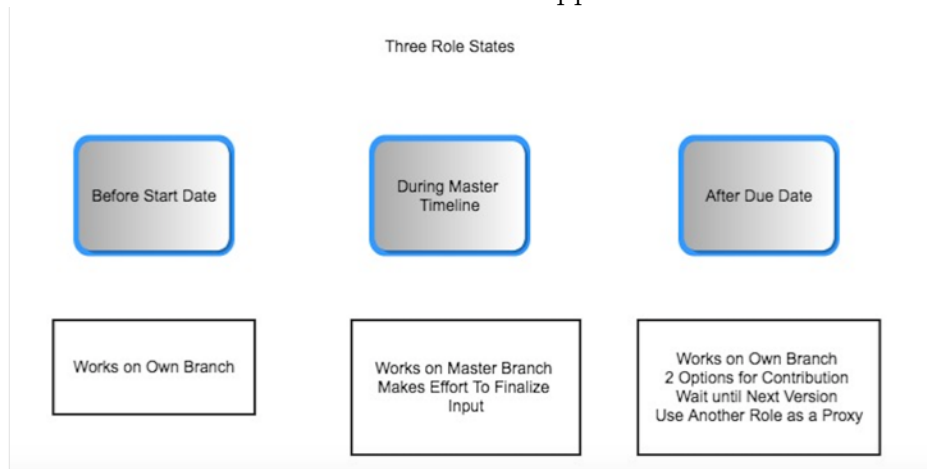 Three Role States
Before Start Date
During Master
Timeline
After Due Date
Works on Own Branch
Works on Master Branch
Makes Effort To Finalize
Input
Works on Own Branch
2 Options for Contribution
Wait until Next Version
Use Another Role as a Proxy